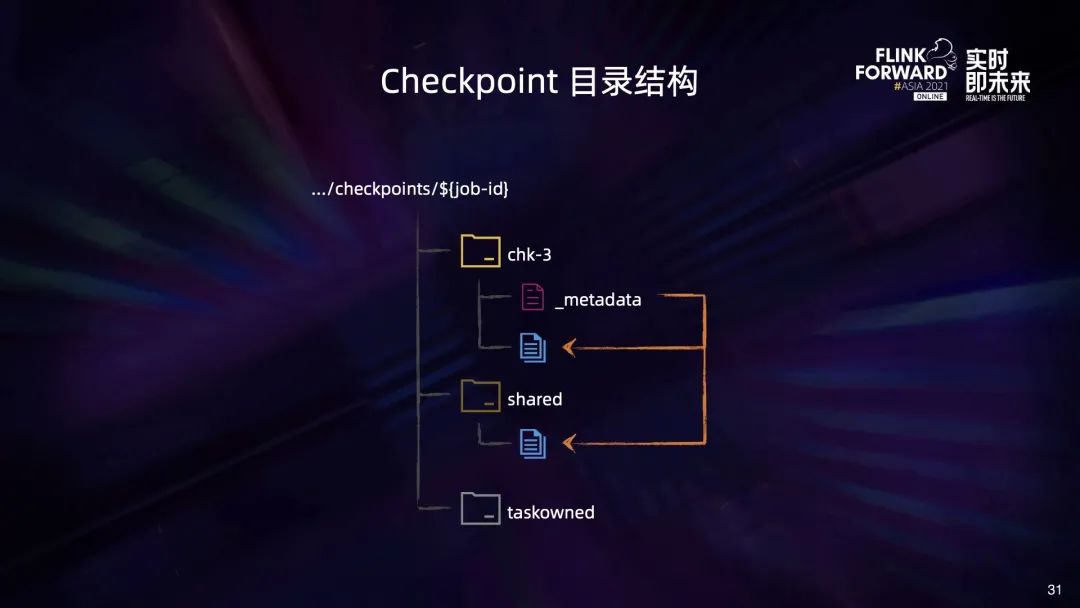 Checkpoint 目录结构
FLINK
FORWARD
#ASIA 2021
ONLINE
实时
即未来
REAL-TIME IS THE FUTURE
.../checkpoints/${job-id}
chk-3
_metadata
shared
taskowned
31